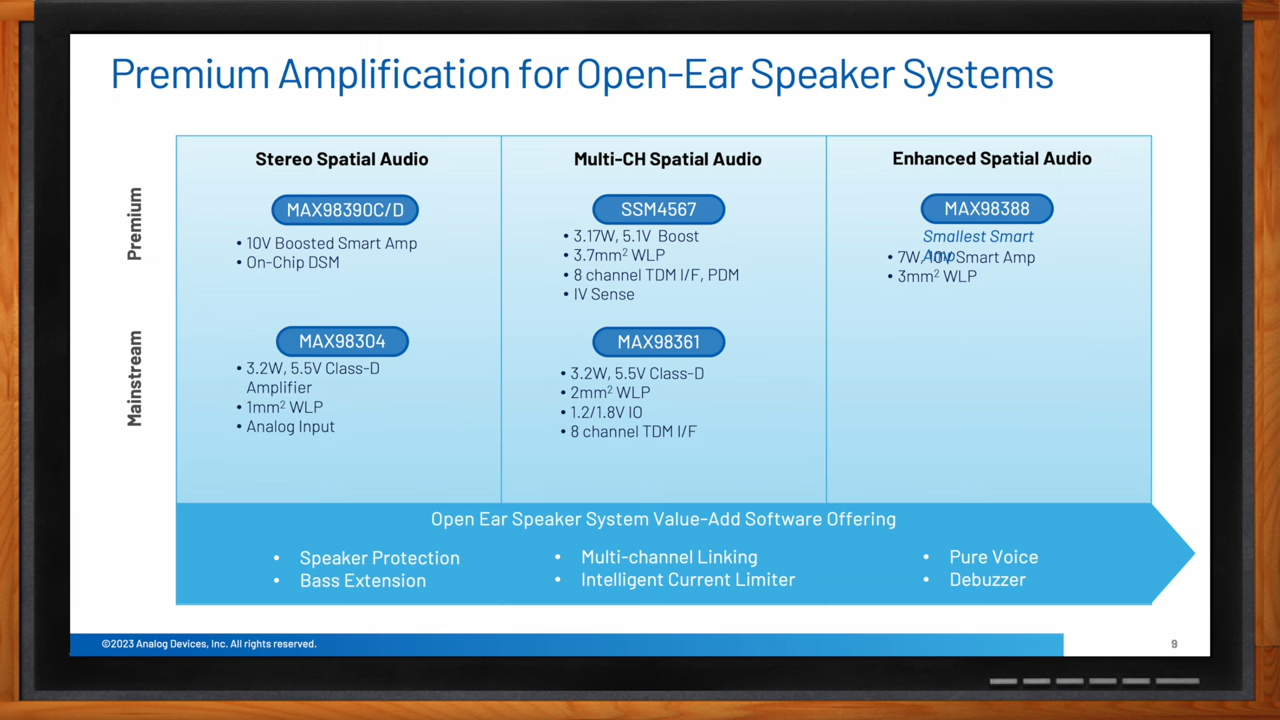 Premium Amplification for Open-Ear Speaker Systems
Premium
Mainstream
Stereo Spatial Audio
MAX98390C/D
• 10V Boosted Smart Amp
• On-Chip DSM
MAX98304
• 3.2W, 5.5V Class-D
Amplifier
• 1mm² WLP
• Analog Input
Multi-CH Spatial Audio
SSM4567
• 3.17W, 5.1V Boost
• 3.7mm² WLP
• 8 channel TDM I/F, PDM
• IV Sense
MAX98361
• 3.2W, 5.5V Class-D
• 2mm² WLP
• 1.2/1.8V IO
• 8 channel TDM I/F
Enhanced Spatial Audio
MAX98388
Smallest Smart
Amp
• 7W, 10V Smart Amp
• 3mm² WLP
Open Ear Speaker System Value-Add Software Offering
• Speaker Protection
• Bass Extension
• Multi-channel Linking
• Intelligent Current Limiter
• Pure Voice
• Debuzzer
©2023 Analog Devices, Inc. All rights reserved.
9